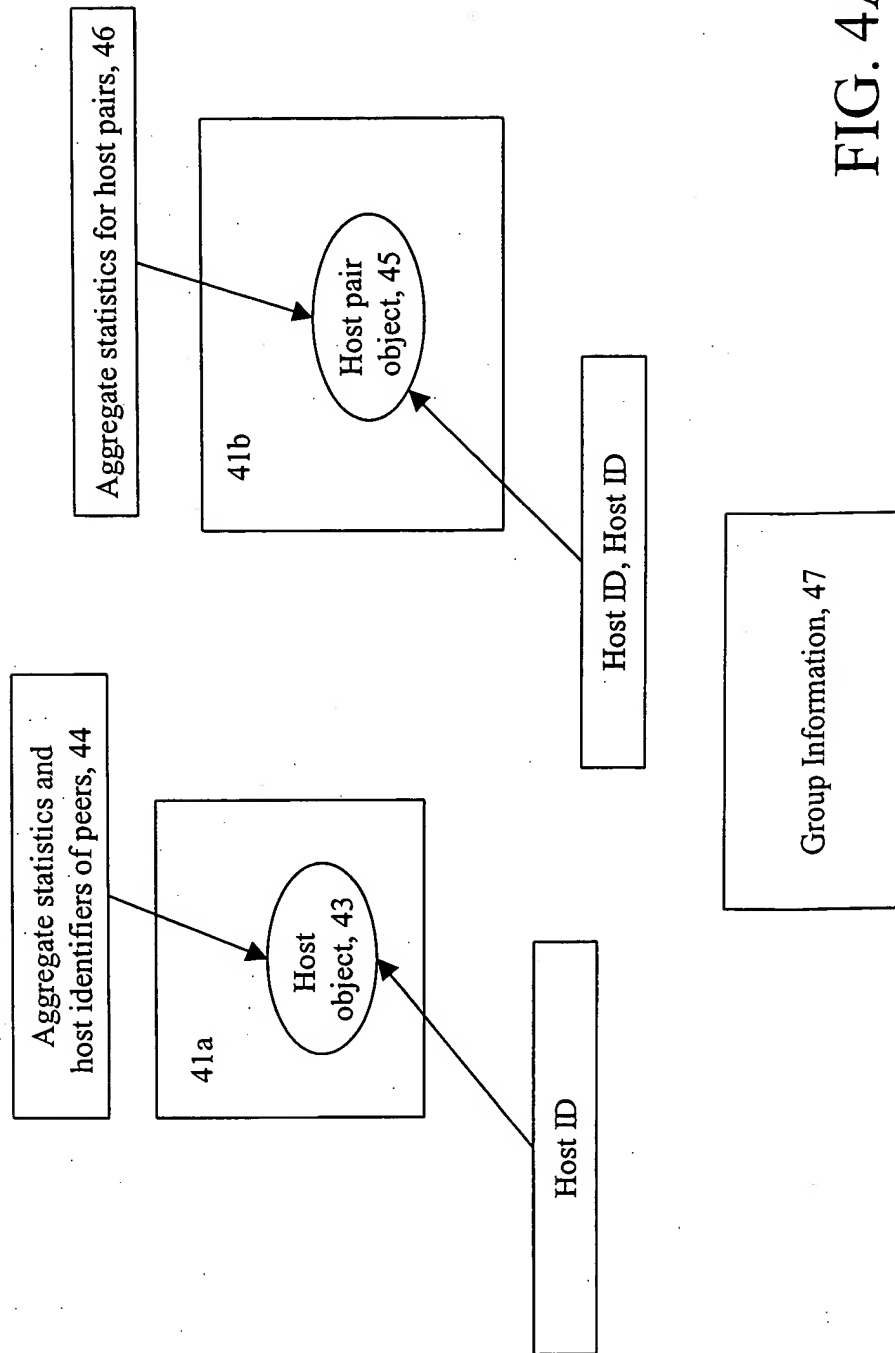 Aggregate statistics and
host identifiers of peers, 44
Aggregate statistics for host pairs, 46
41a
Host
object, 43
41b
Host pair
object, 45
Host ID
Host ID, Host ID
Group Information, 47
FIG. 4A